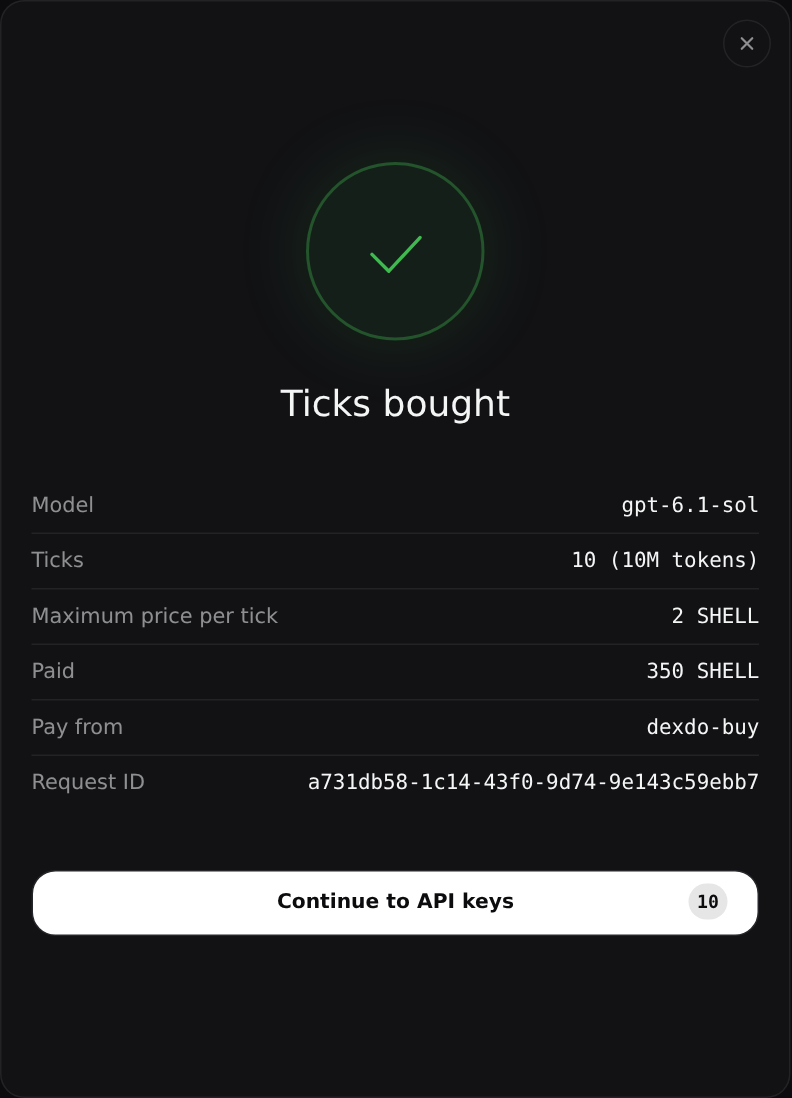 Ticks bought
Model gpt-6.1-sol
Ticks 10 (10M tokens)
Maximum price per tick 2 SHELL
Paid 350 SHELL
Pay from dexdo-buy
Request ID a731db58-1c14-43f0-9d74-9e143c59ebb7
Continue to API keys 10